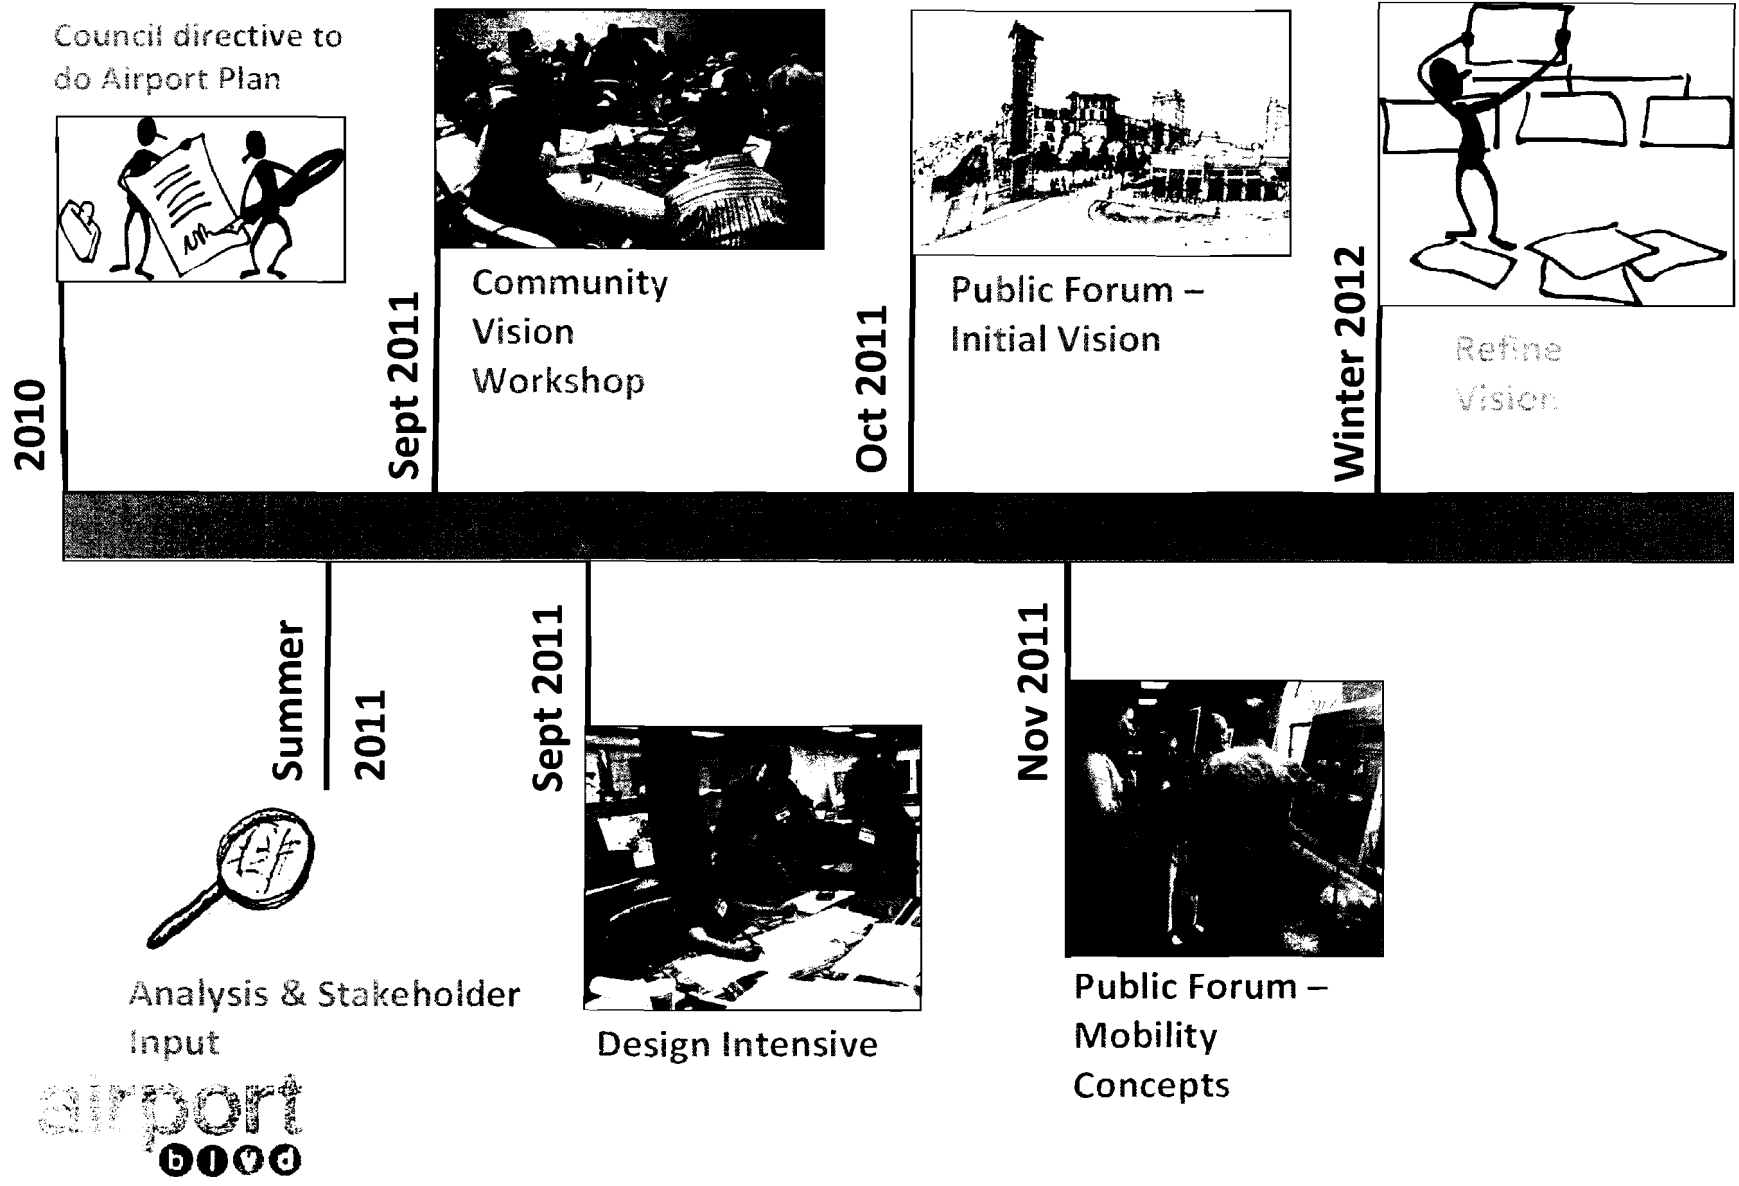 Council directive to
do Airport Plan
2010
Sept 2011
Community
Vision
Workshop
Oct 2011
Public Forum –
Initial Vision
Winter 2012
Refine
Vision
Summer
2011
Analysis & Stakeholder
Input
Sept 2011
Design Intensive
Nov 2011
Public Forum –
Mobility
Concepts
airport
blvd